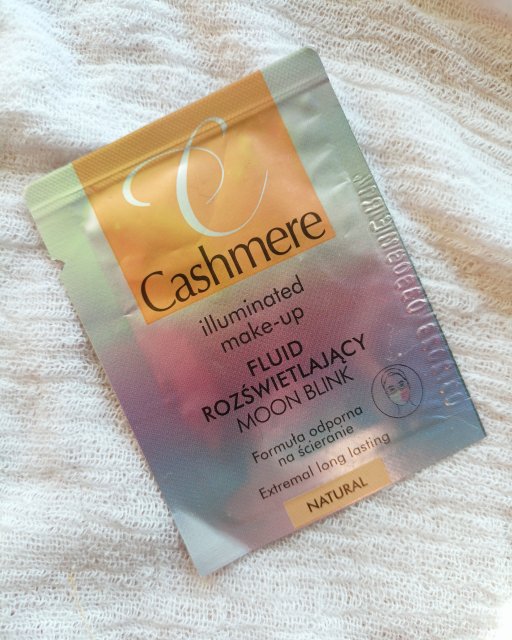 C
Cashmere
illuminated
make-up
FLUID
ROZŚWIETLAJĄCY
MOON BLINK
Formuła odporna
na ścieranie
Extremal long lasting
NATURAL